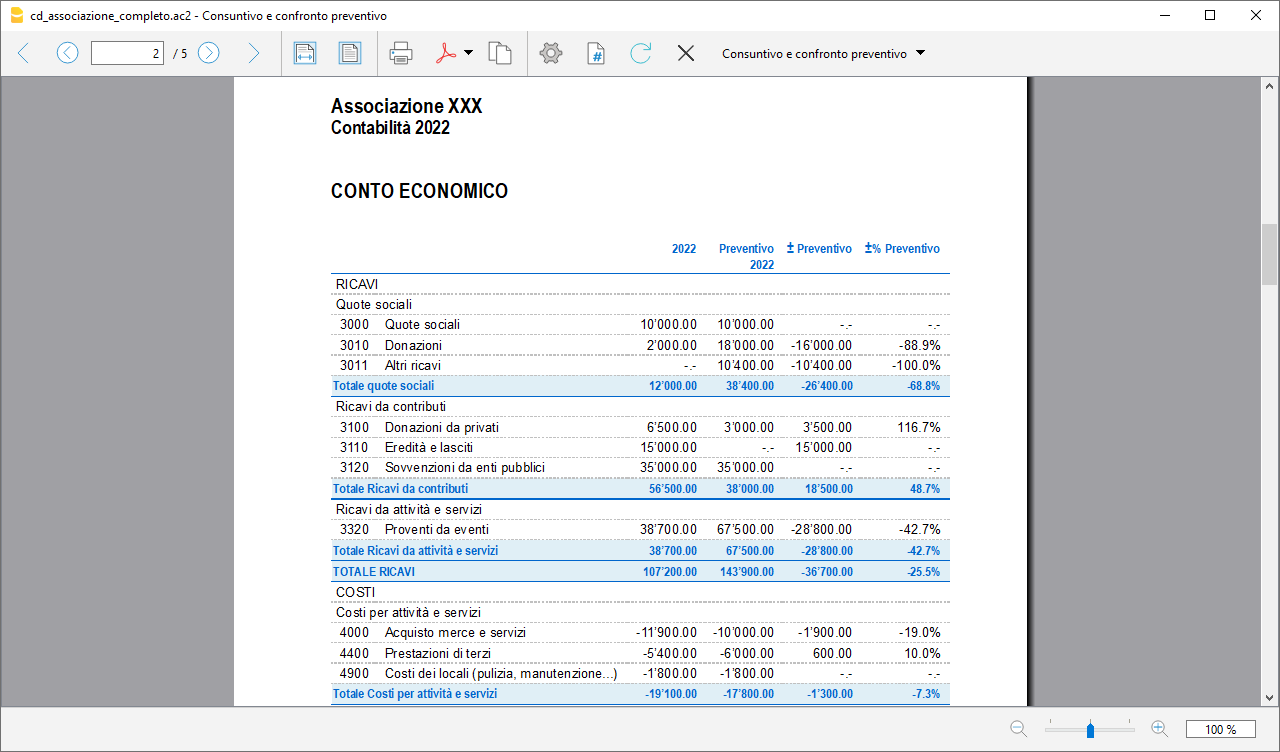 cd_associazione_completo.ac2 - Consuntivo e confronto preventivo
2 / 5 Consuntivo e confronto preventivo
Associazione XXX
Contabilità 2022
CONTO ECONOMICO
2022 Preventivo 2022 ± Preventivo ±% Preventivo
RICAVI
Quote sociali
3000 Quote sociali 10'000.00 10'000.00 -.- -.-
3010 Donazioni 2'000.00 18'000.00 -16'000.00 -88.9%
3011 Altri ricavi -.- 10'400.00 -10'400.00 -100.0%
Totale quote sociali 12'000.00 38'400.00 -26'400.00 -68.8%
Ricavi da contributi
3100 Donazioni da privati 6'500.00 3'000.00 3'500.00 116.7%
3110 Eredità e lasciti 15'000.00 -.- 15'000.00 -.-
3120 Sovvenzioni da enti pubblici 35'000.00 35'000.00 -.- -.-
Totale Ricavi da contributi 56'500.00 38'000.00 18'500.00 48.7%
Ricavi da attività e servizi
3320 Proventi da eventi 38'700.00 67'500.00 -28'800.00 -42.7%
Totale Ricavi da attività e servizi 38'700.00 67'500.00 -28'800.00 -42.7%
TOTALE RICAVI 107'200.00 143'900.00 -36'700.00 -25.5%
COSTI
Costi per attività e servizi
4000 Acquisto merce e servizi -11'900.00 -10'000.00 -1'900.00 -19.0%
4400 Prestazioni di terzi -5'400.00 -6'000.00 600.00 10.0%
4900 Costi dei locali (pulizia, manutenzione...) -1'800.00 -1'800.00 -.- -.-
Totale Costi per attività e servizi -19'100.00 -17'800.00 -1'300.00 -7.3%
100 %